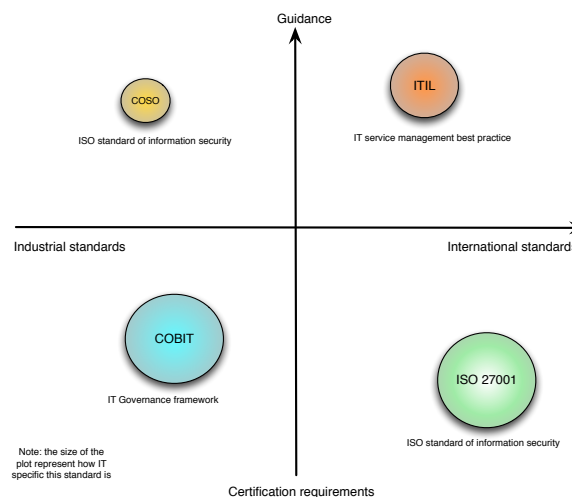 Guidance
COSO
ITIL
ISO standard of information security
IT service management best practice
Industrial standards
International standards
COBIT
ISO 27001
IT Governance framework
ISO standard of information security
Note: the size of the
plot represent how IT
specific this standard is
Certification requirements